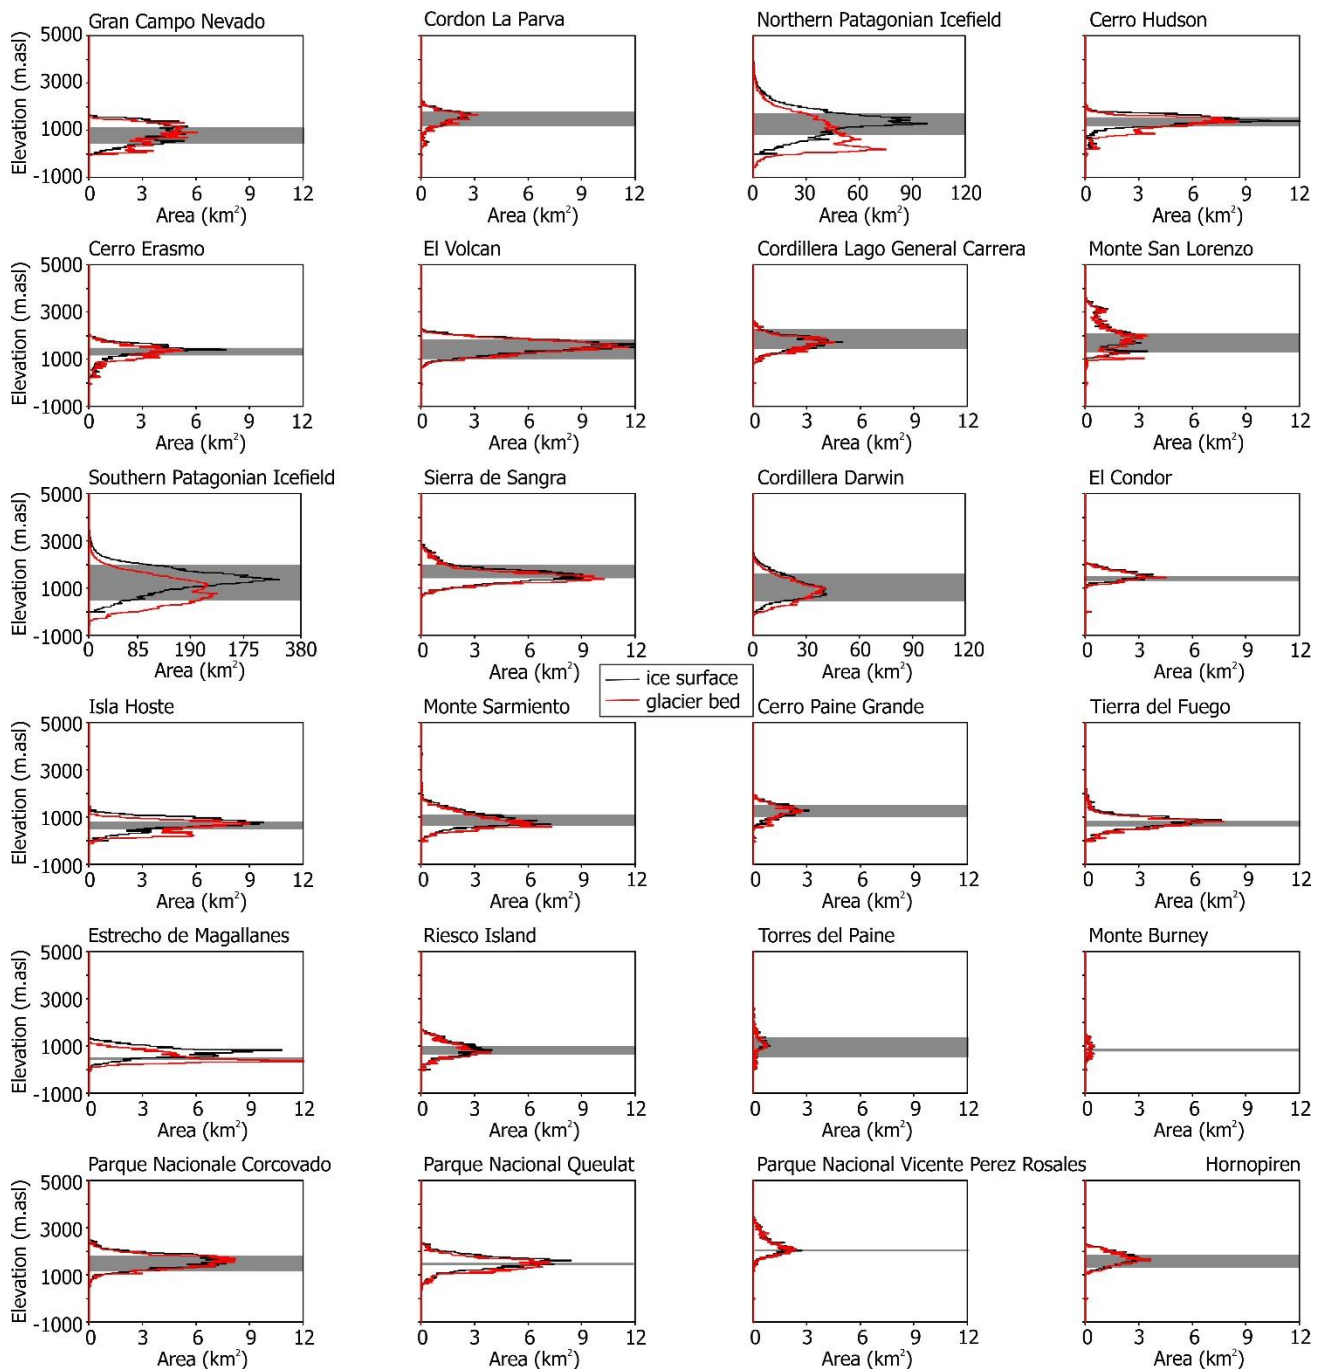 Gran Campo Nevado Cordon La Parva Northern Patagonian Icefield Cerro Hudson
Elevation (m.asl)
5000
3000
1000
-1000
0 3 6 9 12 0 3 6 9 12 0 30 60 90 120 0 3 6 9 12
Area (km²) Area (km²) Area (km²) Area (km²)
Cerro Erasmo El Volcan Cordillera Lago General Carrera Monte San Lorenzo
Elevation (m.asl)
5000
3000
1000
-1000
0 3 6 9 12 0 3 6 9 12 0 30 60 90 120 0 3 6 9 12
Area (km²) Area (km²) Area (km²) Area (km²)
Southern Patagonian Icefield Sierra de Sangra Cordillera Darwin El Condor
Elevation (m.asl)
5000
3000
1000
-1000
0 85 190 175 380 0 3 6 9 12 0 30 60 90 120 0 3 6 9 12
Area (km²) Area (km²) Area (km²) Area (km²)
ice surface
glacier bed
Isla Hoste Monte Sarmiento Cerro Paine Grande Tierra del Fuego
Elevation (m.asl)
5000
3000
1000
-1000
0 3 6 9 12 0 3 6 9 12 0 3 6 9 12 0 3 6 9 12
Area (km²) Area (km²) Area (km²) Area (km²)
Estrecho de Magallanes Riesco Island Torres del Paine Monte Burney
Elevation (m.asl)
5000
3000
1000
-1000
0 3 6 9 12 0 3 6 9 12 0 3 6 9 12 0 3 6 9 12
Area (km²) Area (km²) Area (km²) Area (km²)
Parque Nacionale Corcovado Parque Nacional Queulat Parque Nacional Vicente Perez Rosales Hornopiren
Elevation (m.asl)
5000
3000
1000
-1000
0 3 6 9 12 0 3 6 9 12 0 3 6 9 12 0 3 6 9 12
Area (km²) Area (km²) Area (km²) Area (km²)